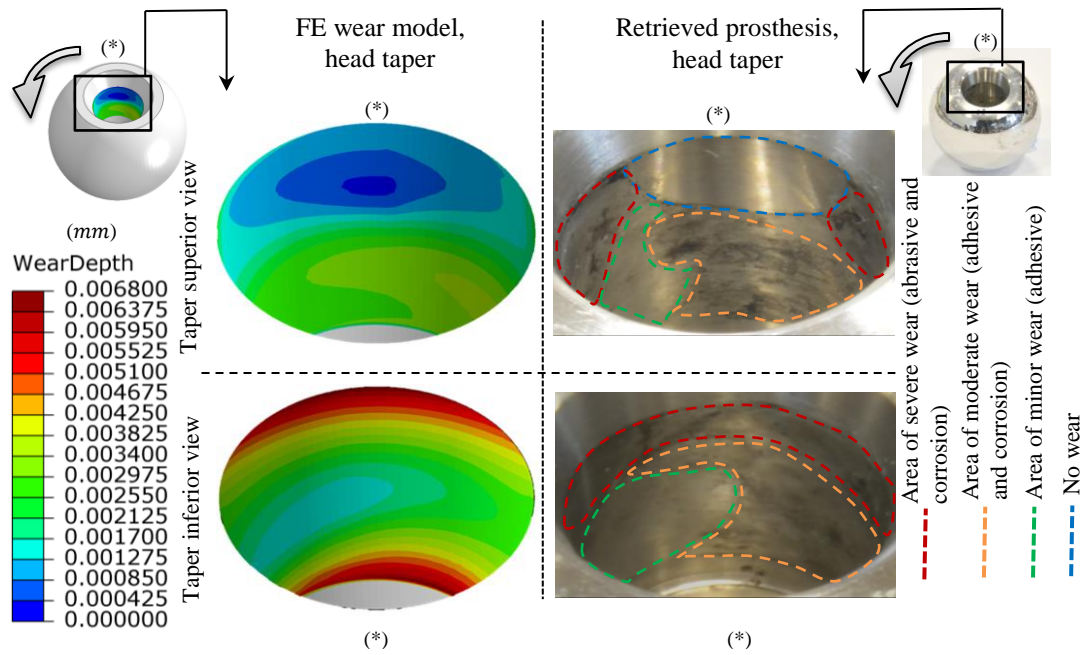 FE wear model,
head taper
Retrieved prosthesis,
head taper
(*)
(*)
(*)
(*)
Taper superior view
Taper inferior view
(mm)
WearDepth
0.006800
0.006375
0.005950
0.005525
0.005100
0.004675
0.004250
0.003825
0.003400
0.002975
0.002550
0.002125
0.001700
0.001275
0.000850
0.000425
0.000000
(*)
(*)
Area of severe wear (abrasive and
corrosion)
Area of moderate wear (adhesive
and corrosion)
Area of minor wear (adhesive)
No wear